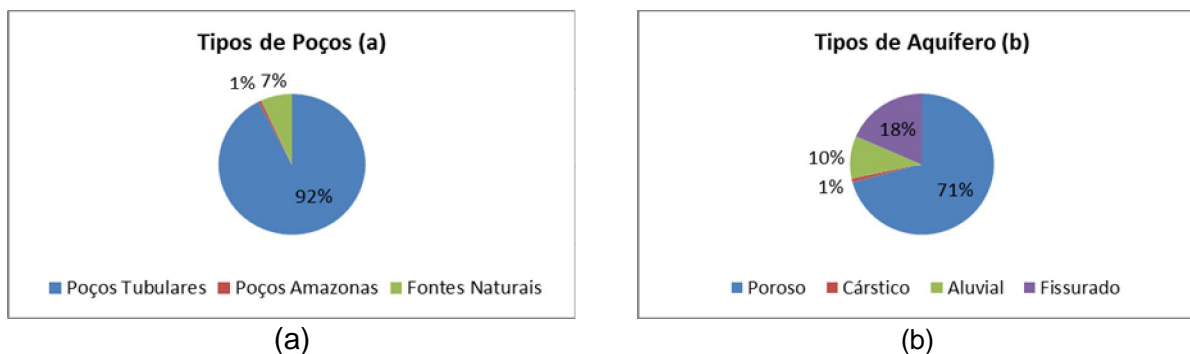 Tipos de Poços (a)
1% 7%
92%
Poços Tubulares Poços Amazonas Fontes Naturais
(a)
Tipos de Aquífero (b)
18%
10%
1%
71%
Poroso Cárstico Aluvial Fissurado
(b)